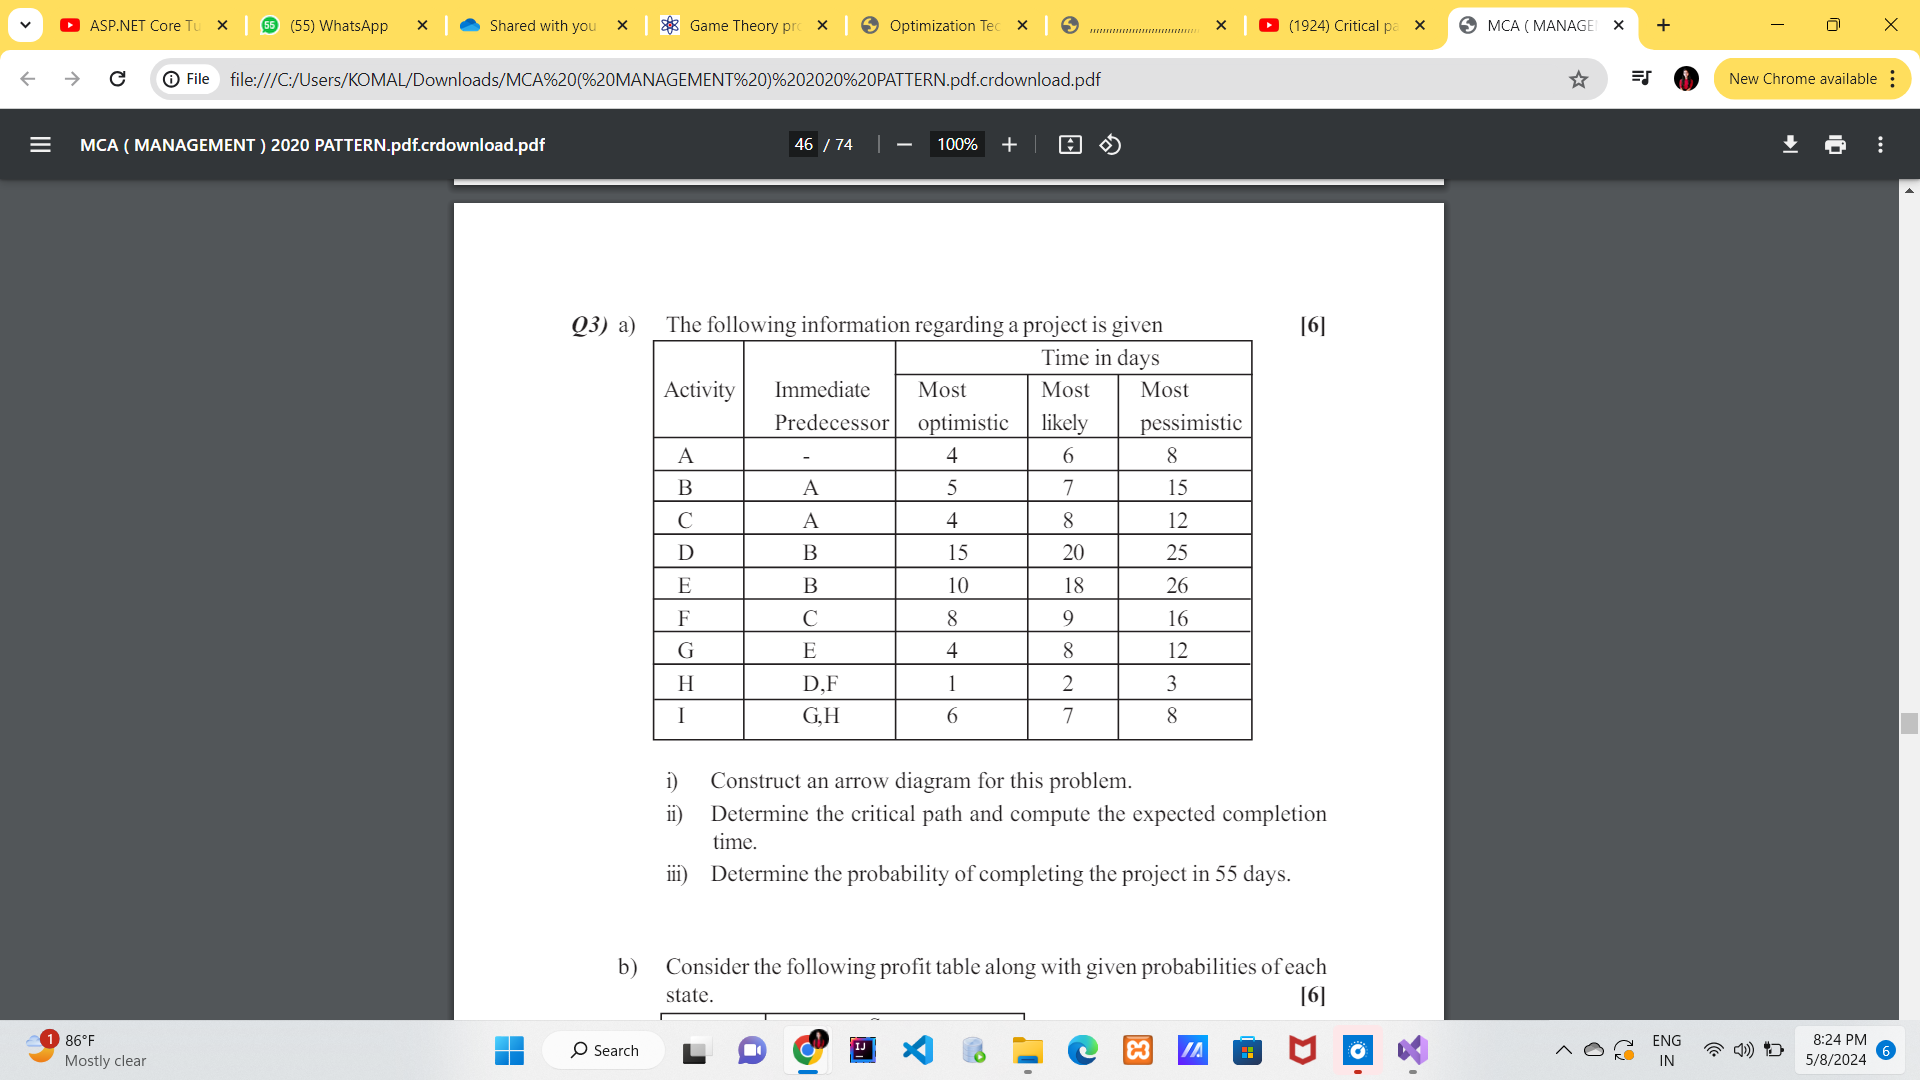 ASP.NET Core Tu
(55) WhatsApp
Shared with you
Game Theory pro
Optimization Tec
,,,,,,,,,,,,,,,,,,,,,,,,,,,,,,
(1924) Critical pa
MCA ( MANAGE
File
file:///C:/Users/KOMAL/Downloads/MCA%20(%20MANAGEMENT%20)%202020%20PATTERN.pdf.crdownload.pdf
New Chrome available
MCA ( MANAGEMENT ) 2020 PATTERN.pdf.crdownload.pdf
46 / 74
100%
Q3) a) The following information regarding a project is given [6]
Time in days
Activity Immediate Most Most Most
Predecessor optimistic likely pessimistic
A - 4 6 8
B A 5 7 15
C A 4 8 12
D B 15 20 25
E B 10 18 26
F C 8 9 16
G E 4 8 12
H D,F 1 2 3
I G,H 6 7 8
i) Construct an arrow diagram for this problem.
ii) Determine the critical path and compute the expected completion
time.
iii) Determine the probability of completing the project in 55 days.
b) Consider the following profit table along with given probabilities of each
state. [6]
1
86°F
Mostly clear
Search
ENG
IN
8:24 PM
5/8/2024
6